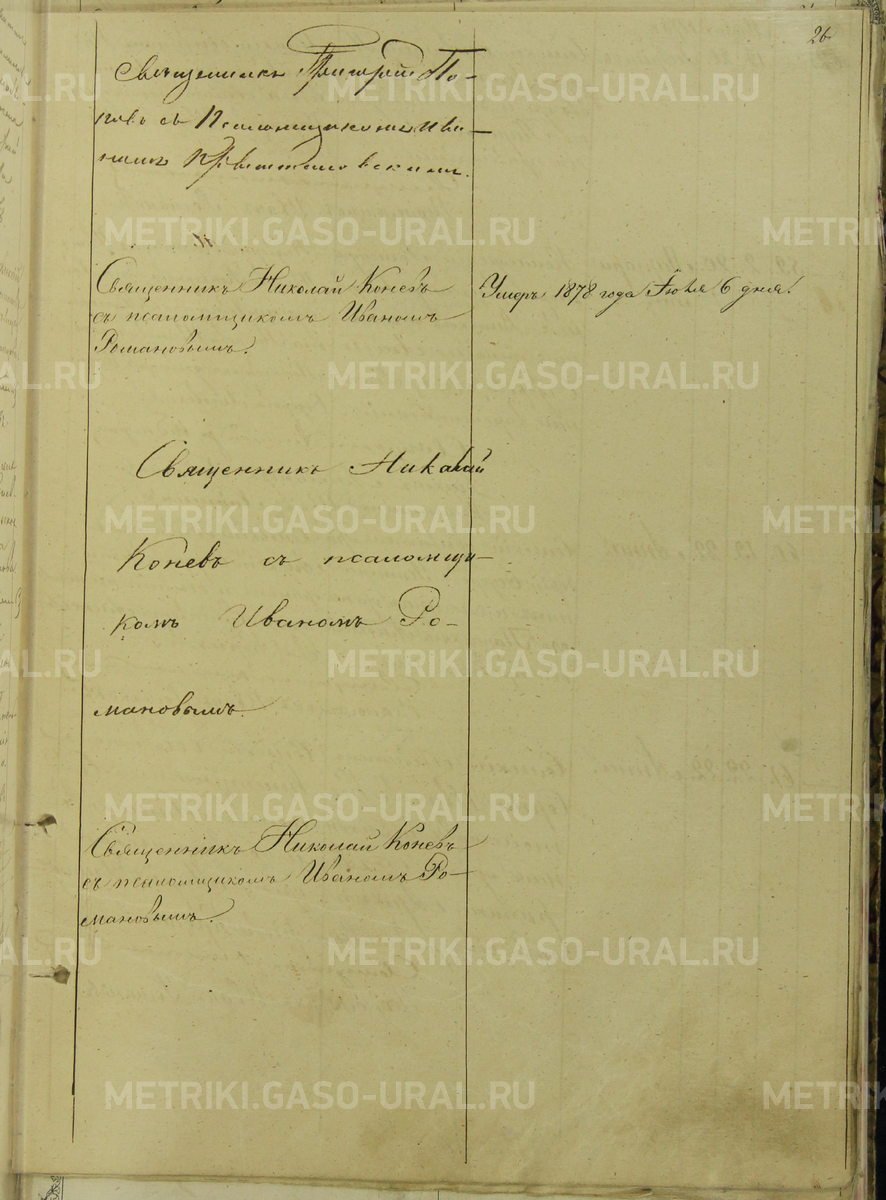 26
Священникъ Григорій По-
повъ съ Псаломщикомъ Ива-
номъ
Священникъ Николай Коневъ
съ псаломщикомъ Иваномъ
Романовымъ.
Умеръ 1878 года Іюля 6 дня.
Священникъ Николай
Коневъ съ псаломщи-
комъ Иваномъ Ро-
мановымъ.
Священникъ Николай Коневъ
съ псаломщикомъ Иваномъ Ро-
мановымъ.
METRIKI.GASO-URAL.RU